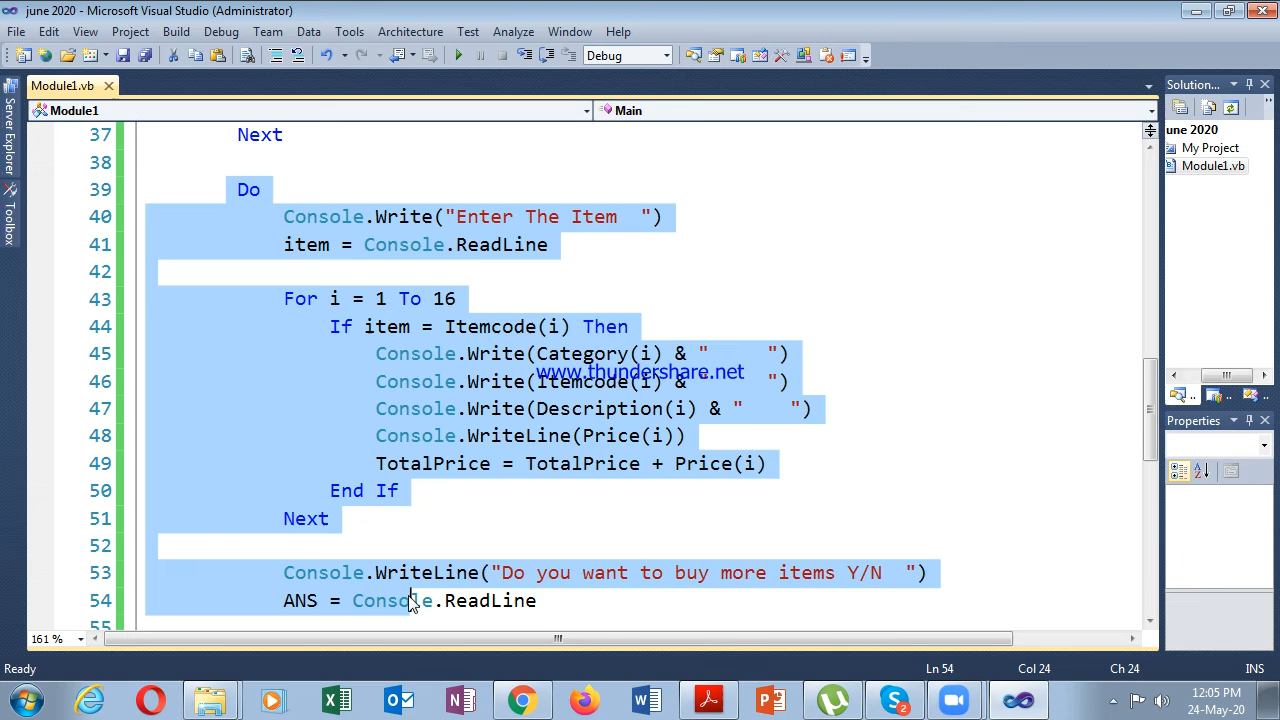 june 2020 - Microsoft Visual Studio (Administrator)
File Edit View Project Build Debug Team Data Tools Architecture Test Analyze Window Help
Debug
Module1.vb
Server Explorer
Toolbox
Module1 Main
37 Next
38
39 Do
40 Console.Write("Enter The Item  ")
41 item = Console.ReadLine
42
43 For i = 1 To 16
44 If item = Itemcode(i) Then
45 Console.Write(Category(i) & "     ")
46 Console.Write(Itemcode(i) & "     ")
www.thundershare.net
47 Console.Write(Description(i) & "    ")
48 Console.WriteLine(Price(i))
49 TotalPrice = TotalPrice + Price(i)
50 End If
51 Next
52
53 Console.WriteLine("Do you want to buy more items Y/N  ")
54 ANS = Console.ReadLine
55
161 %
Solution...
june 2020
My Project
Module1.vb
Properties
Ready Ln 54 Col 24 Ch 24 INS
12:05 PM
24-May-20